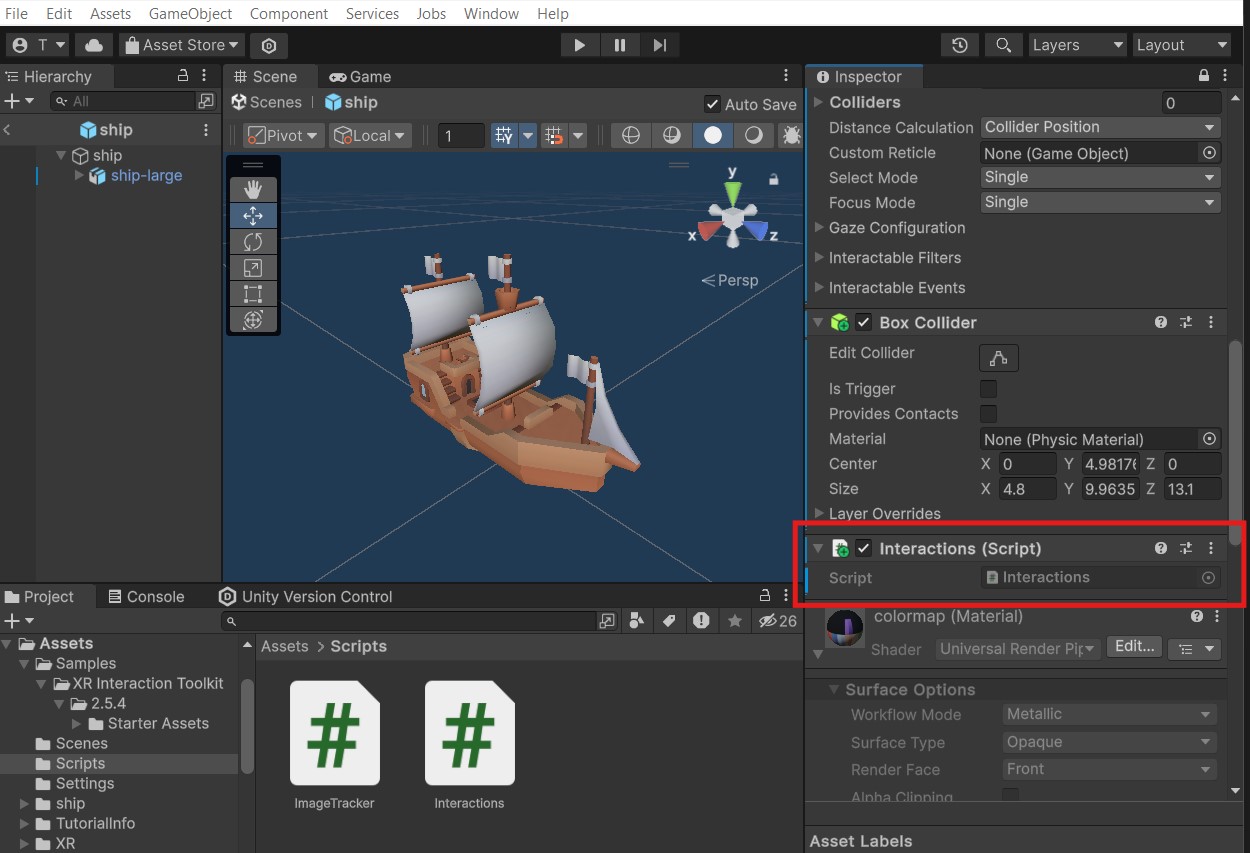 File Edit Assets GameObject Component Services Jobs Window Help
T Asset Store Layers Layout
Hierarchy Scene Game Inspector
All
Scenes ship Auto Save
ship
Pivot Local 1
ship
ship-large
y
x z
Persp
Colliders 0
Distance Calculation Collider Position
Custom Reticle None (Game Object)
Select Mode Single
Focus Mode Single
Gaze Configuration
Interactable Filters
Interactable Events
Box Collider
Edit Collider
Is Trigger
Provides Contacts
Material None (Physic Material)
Center X 0 Y 4.98176 Z 0
Size X 4.8 Y 9.9635 Z 13.1
Layer Overrides
# Interactions (Script)
Script # Interactions
colormap (Material)
Shader Universal Render Pip Edit...
Surface Options
Workflow Mode Metallic
Surface Type Opaque
Render Face Front
Alpha Clipping
Asset Labels
Project Console Unity Version Control
26
Assets
Samples
XR Interaction Toolkit
2.5.4
Starter Assets
Scenes
Scripts
Settings
ship
TutorialInfo
XR
Assets > Scripts
# #
ImageTracker Interactions